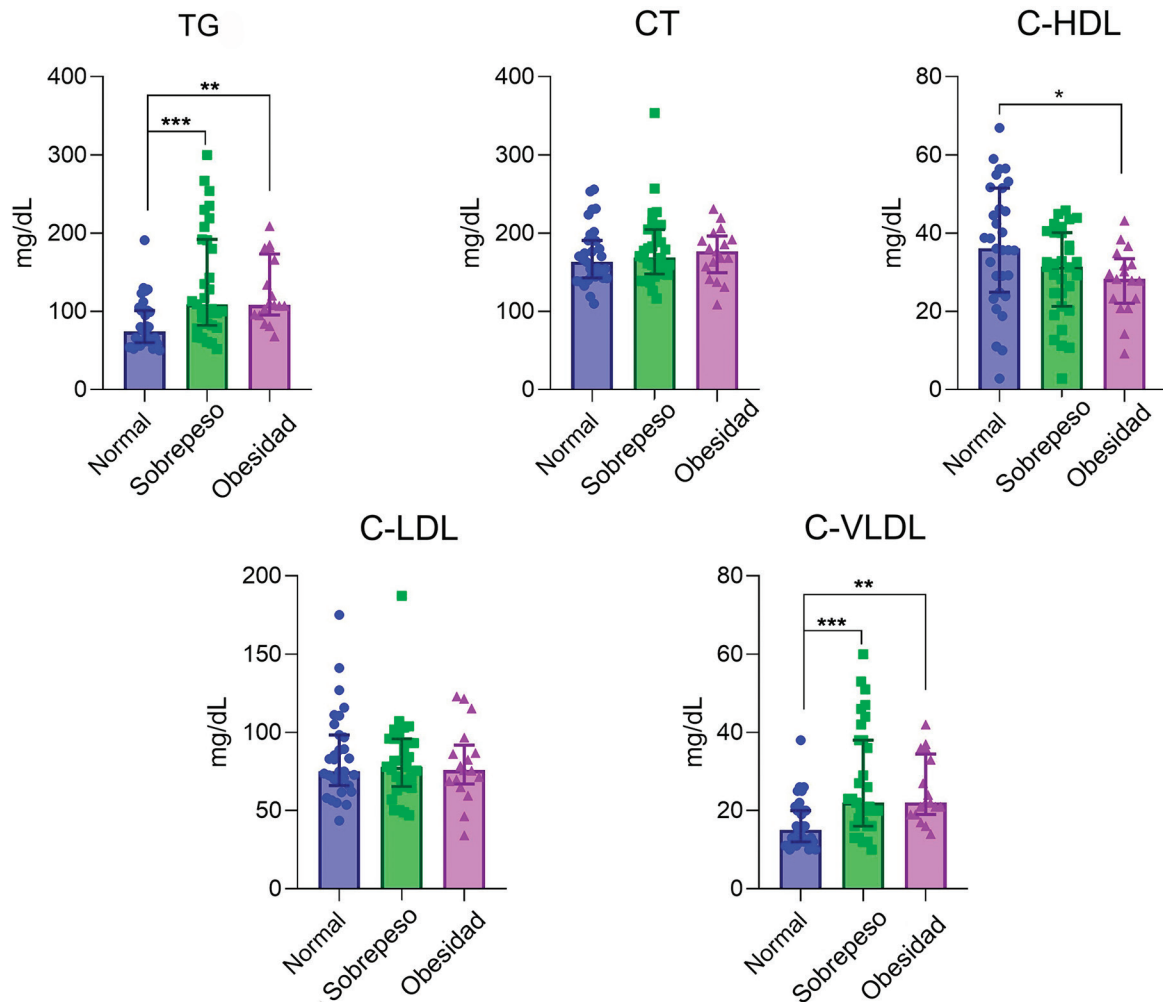 TG
400
300
200
100
0
mg/dL
**
***
Normal
Sobrepeso
Obesidad
CT
400
300
200
100
0
mg/dL
Normal
Sobrepeso
Obesidad
C-HDL
80
60
40
20
0
mg/dL
*
Normal
Sobrepeso
Obesidad
C-LDL
200
150
100
50
0
mg/dL
Normal
Sobrepeso
Obesidad
C-VLDL
80
60
40
20
0
mg/dL
**
***
Normal
Sobrepeso
Obesidad